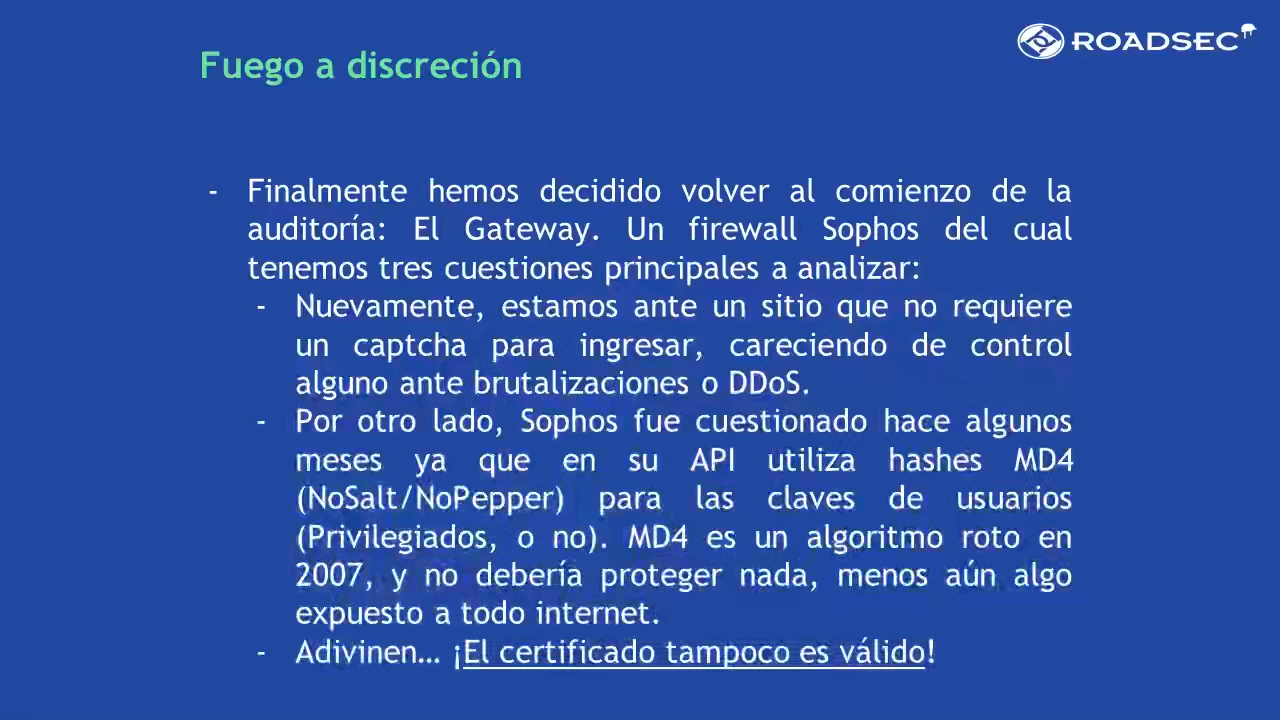 ROADSEC
Fuego a discreción
- Finalmente hemos decidido volver al comienzo de la
auditoría: El Gateway. Un firewall Sophos del cual
tenemos tres cuestiones principales a analizar:
- Nuevamente, estamos ante un sitio que no requiere
un captcha para ingresar, careciendo de control
alguno ante brutalizaciones o DDoS.
- Por otro lado, Sophos fue cuestionado hace algunos
meses ya que en su API utiliza hashes MD4
(NoSalt/NoPepper) para las claves de usuarios
(Privilegiados, o no). MD4 es un algoritmo roto en
2007, y no debería proteger nada, menos aún algo
expuesto a todo internet.
- Adivinen… ¡El certificado tampoco es válido!